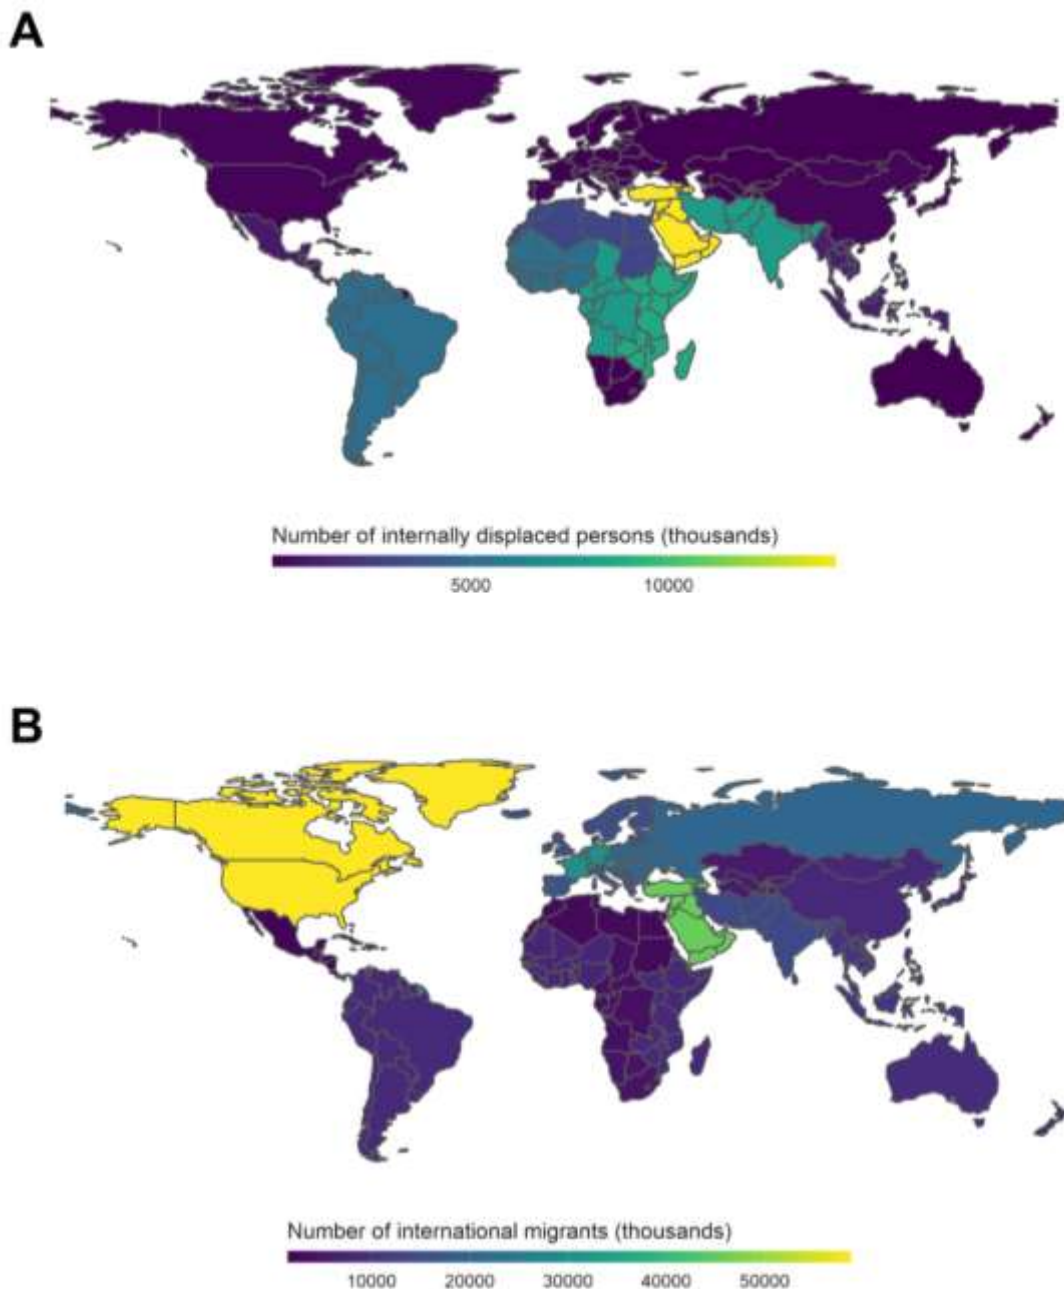 A
Number of internally displaced persons (thousands)
5000 10000
B
Number of international migrants (thousands)
10000 20000 30000 40000 50000